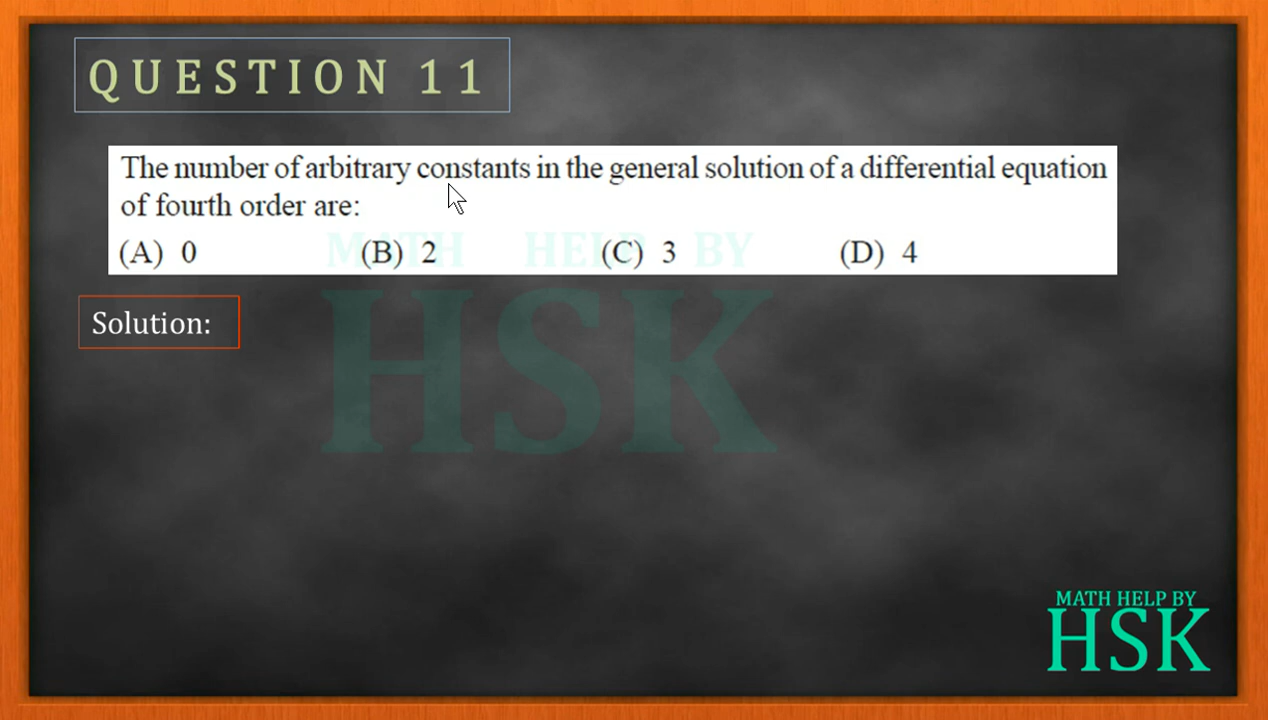 QUESTION 11
The number of arbitrary constants in the general solution of a differential equation
of fourth order are:
(A) 0 (B) 2 (C) 3 (D) 4
MATH HELP BY
HSK
Solution:
MATH HELP BY
HSK